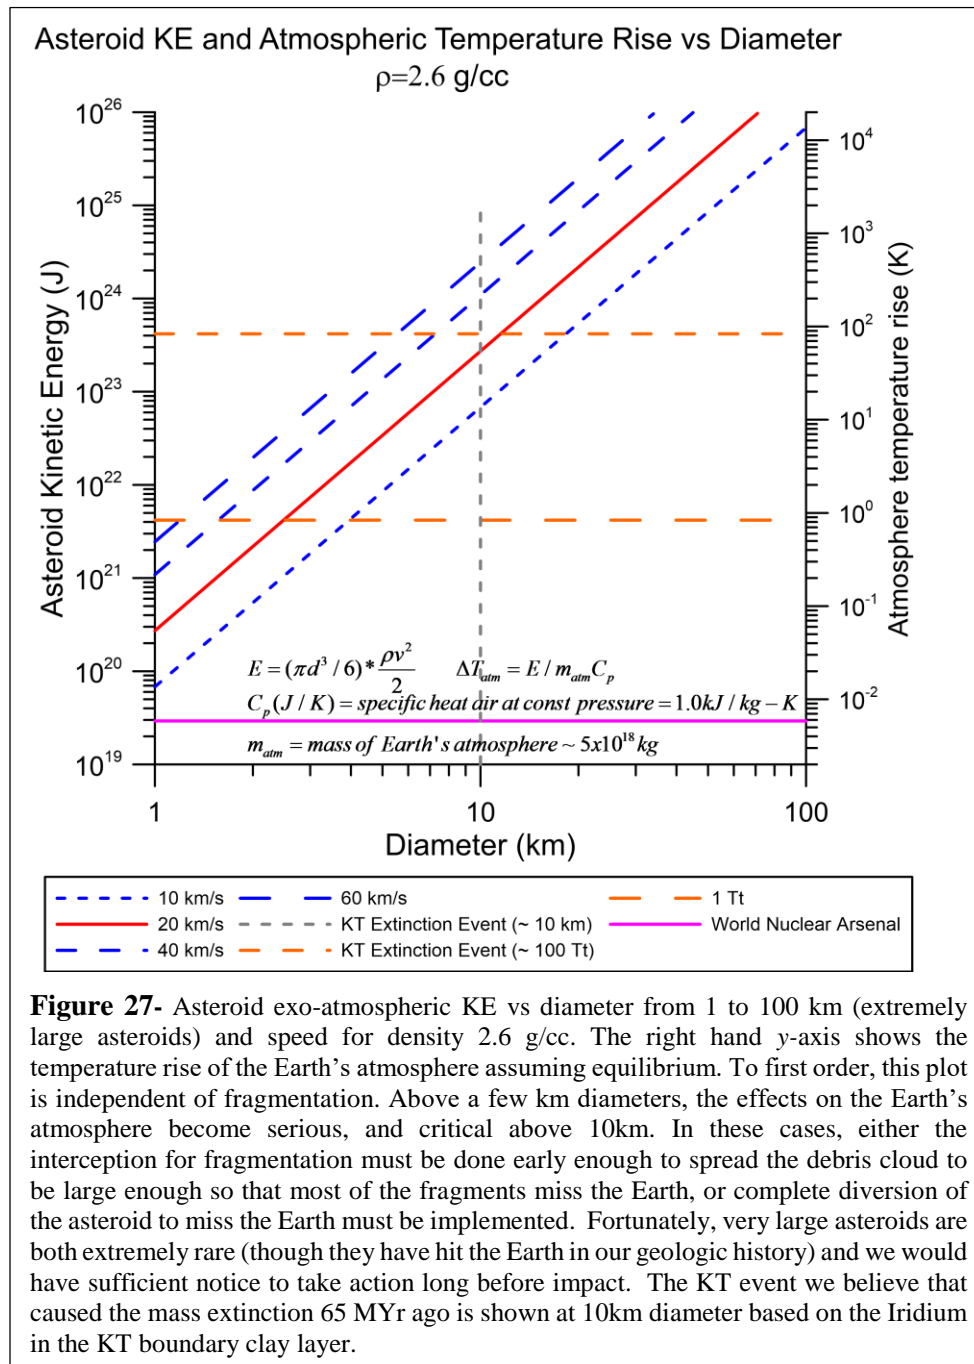 Asteroid KE and Atmospheric Temperature Rise vs Diameter
ρ=2.6 g/cc
Asteroid Kinetic Energy (J)
10^26
10^25
10^24
10^23
10^22
10^21
10^20
10^19
10^4
10^3
10^2
10^1
10^0
10^-1
10^-2
Atmosphere temperature rise (K)
E = (πd^3 / 6) * ρv^2 / 2 ΔT_atm = E / m_atm C_p
C_p(J / K) = specific heat air at const pressure = 1.0kJ / kg – K
m_atm = mass of Earth's atmosphere ~ 5x10^18 kg
1 10 100
Diameter (km)
10 km/s 60 km/s 1 Tt
20 km/s KT Extinction Event (~ 10 km) World Nuclear Arsenal
40 km/s KT Extinction Event (~ 100 Tt)
Figure 27- Asteroid exo-atmospheric KE vs diameter from 1 to 100 km (extremely
large asteroids) and speed for density 2.6 g/cc. The right hand y-axis shows the
temperature rise of the Earth's atmosphere assuming equilibrium. To first order, this plot
is independent of fragmentation. Above a few km diameters, the effects on the Earth's
atmosphere become serious, and critical above 10km. In these cases, either the
interception for fragmentation must be done early enough to spread the debris cloud to
be large enough so that most of the fragments miss the Earth, or complete diversion of
the asteroid to miss the Earth must be implemented. Fortunately, very large asteroids are
both extremely rare (though they have hit the Earth in our geologic history) and we would
have sufficient notice to take action long before impact. The KT event we believe that
caused the mass extinction 65 MYr ago is shown at 10km diameter based on the Iridium
in the KT boundary clay layer.